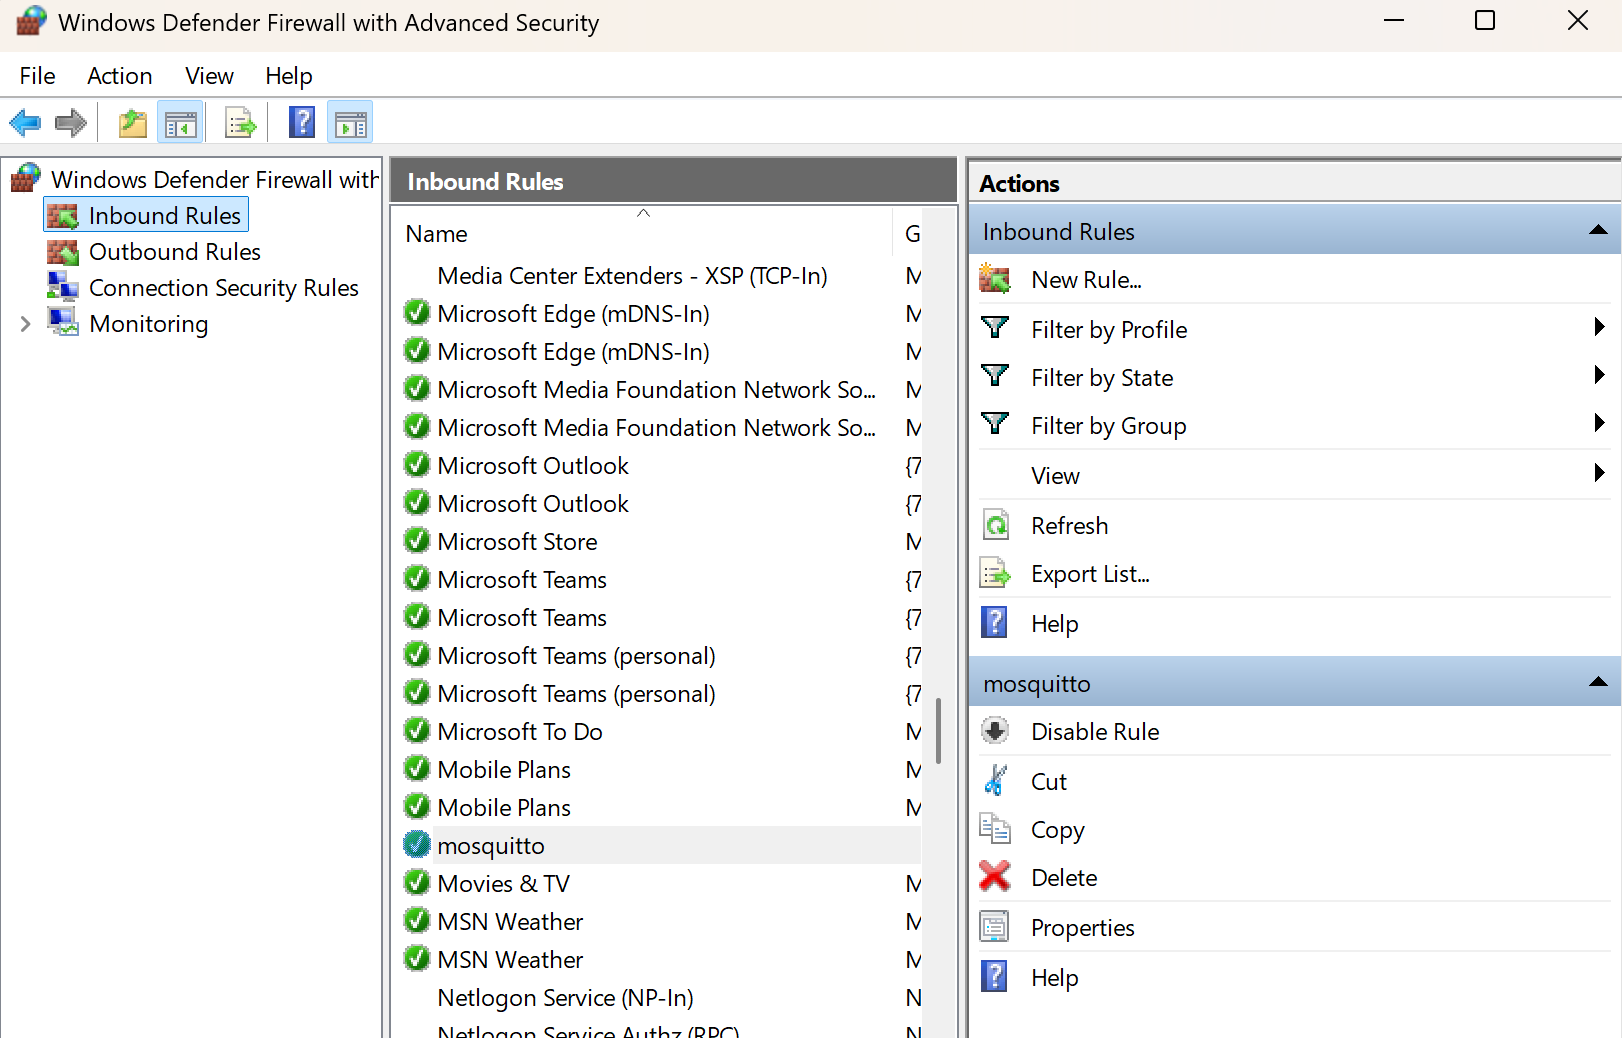 Windows Defender Firewall with Advanced Security
File Action View Help
Windows Defender Firewall with
Inbound Rules
Outbound Rules
Connection Security Rules
Monitoring
Inbound Rules
Name G
Media Center Extenders - XSP (TCP-In) M
Microsoft Edge (mDNS-In) M
Microsoft Edge (mDNS-In) M
Microsoft Media Foundation Network So... M
Microsoft Media Foundation Network So... M
Microsoft Outlook {7
Microsoft Outlook {7
Microsoft Store M
Microsoft Teams {7
Microsoft Teams {7
Microsoft Teams (personal) {7
Microsoft Teams (personal) {7
Microsoft To Do M
Mobile Plans M
Mobile Plans M
mosquitto
Movies & TV M
MSN Weather M
MSN Weather M
Netlogon Service (NP-In) N
Netlogon Service Authz (RPC) N
Actions
Inbound Rules
New Rule...
Filter by Profile
Filter by State
Filter by Group
View
Refresh
Export List...
Help
mosquitto
Disable Rule
Cut
Copy
Delete
Properties
Help